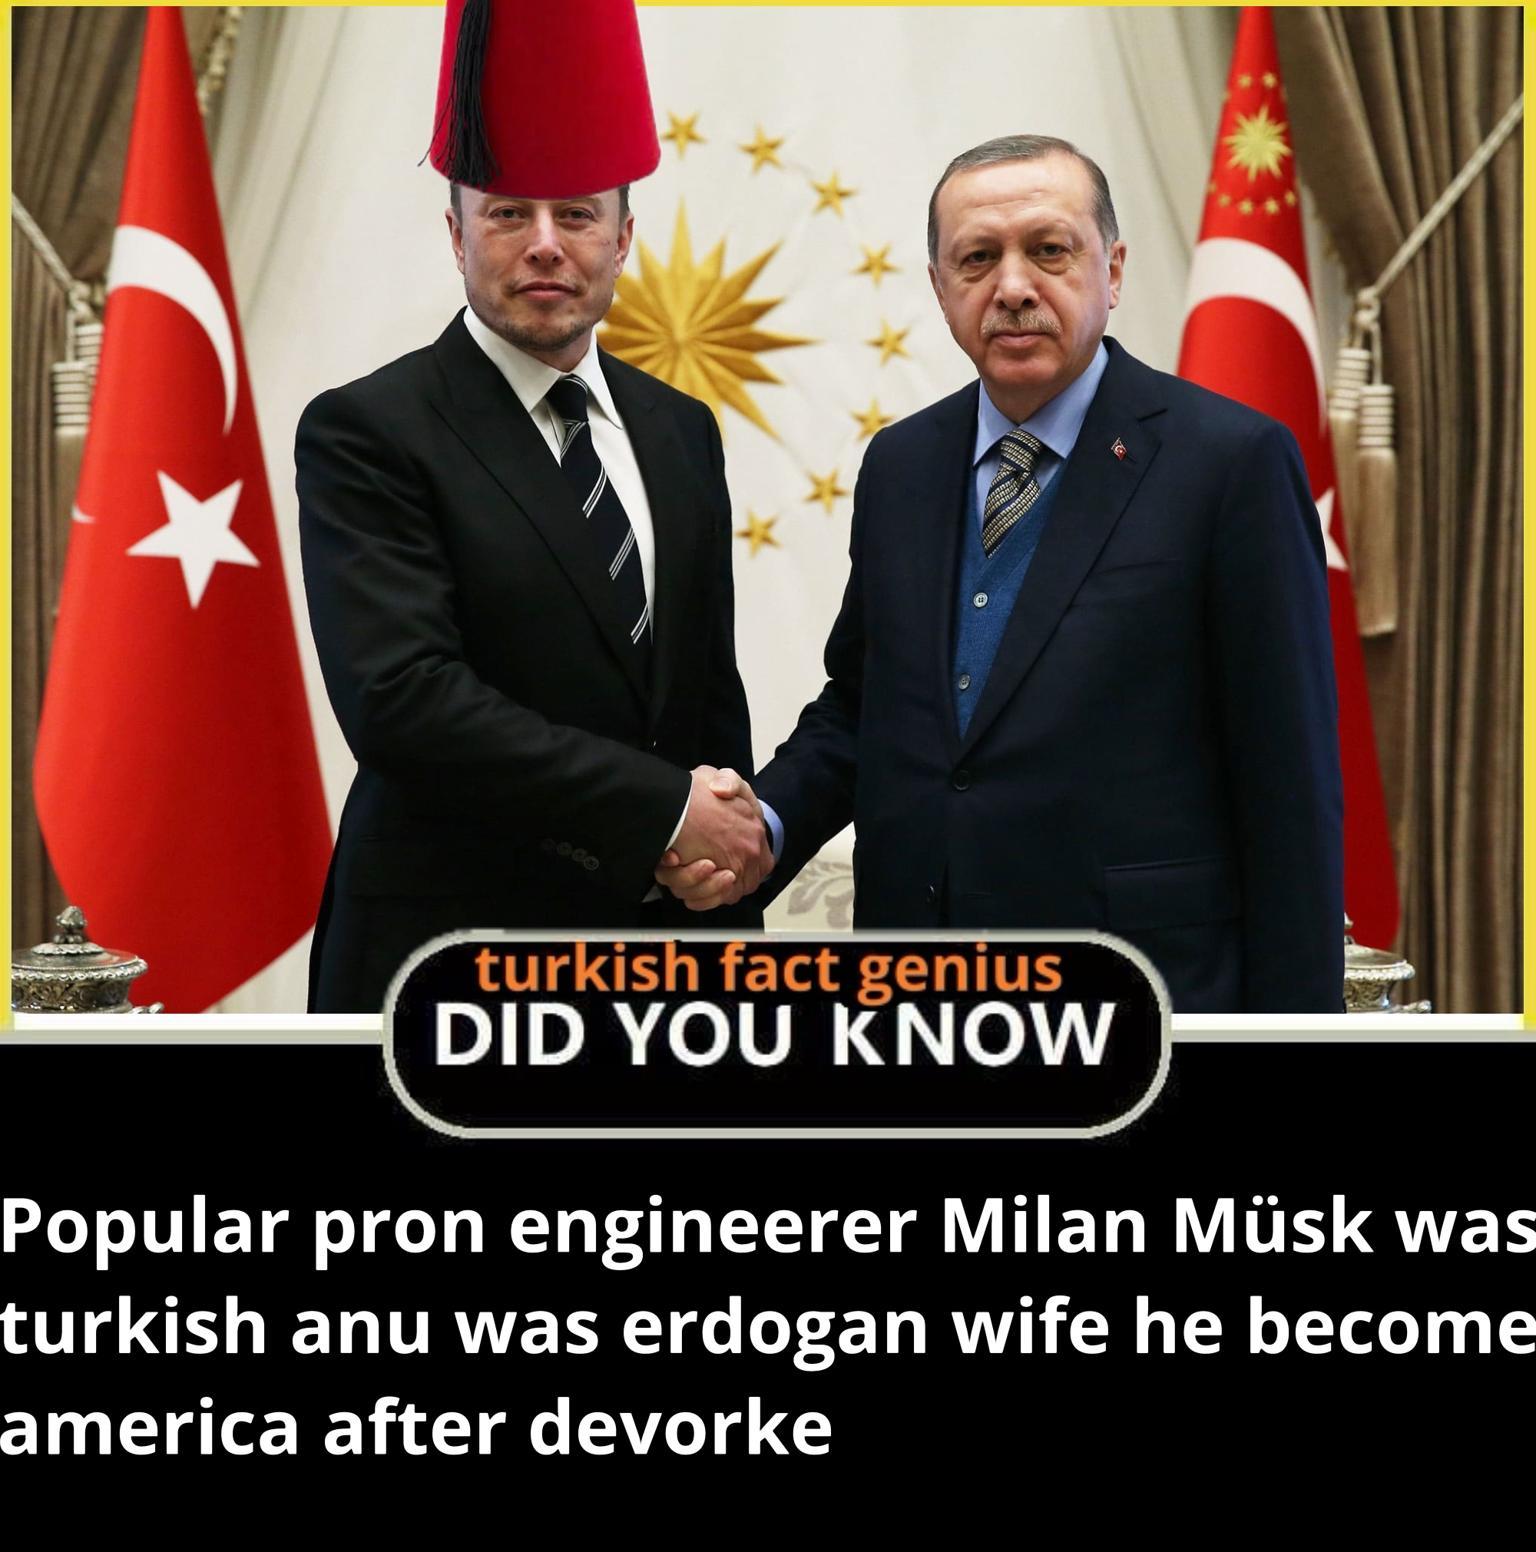 turkish fact genius
DID YOU KNOW
Popular pron engineerer Milan Müsk was
turkish anu was erdogan wife he become
america after devorke